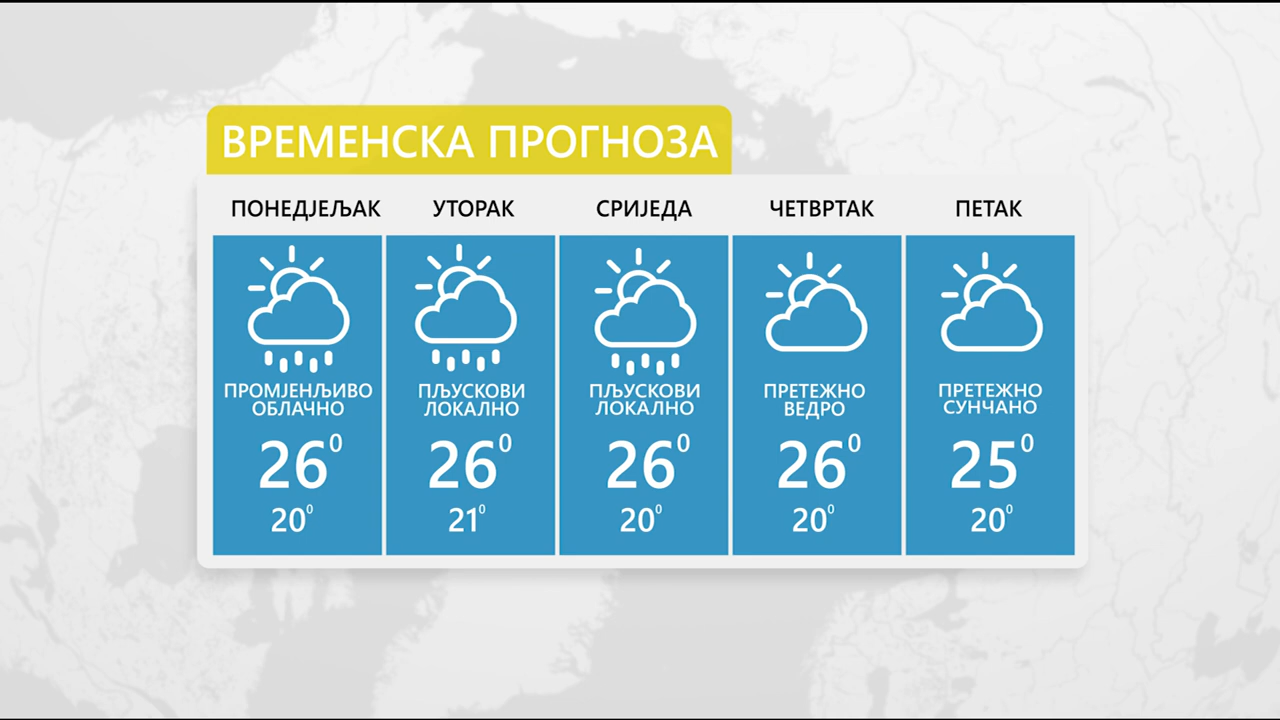 ВРЕМЕНСКА ПРОГНОЗА
ПОНЕДЈЕЉАК УТОРАК СРИЈЕДА ЧЕТВРТАК ПЕТАК
ПРОМЈЕНЉИВО ПЉУСКОВИ ПЉУСКОВИ ПРЕТЕЖНО ПРЕТЕЖНО
ОБЛАЧНО ЛОКАЛНО ЛОКАЛНО ВЕДРО СУНЧАНО
26⁰ 26⁰ 26⁰ 26⁰ 25⁰
20⁰ 21⁰ 20⁰ 20⁰ 20⁰